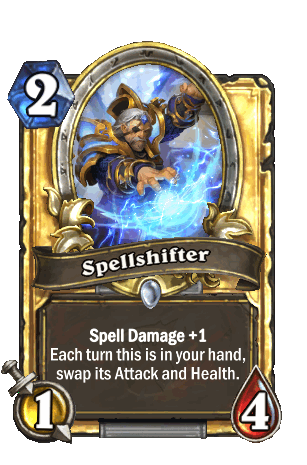 2
Spellshifter
Spell Damage +1
Each turn this is in your hand,
swap its Attack and Health.
1 4